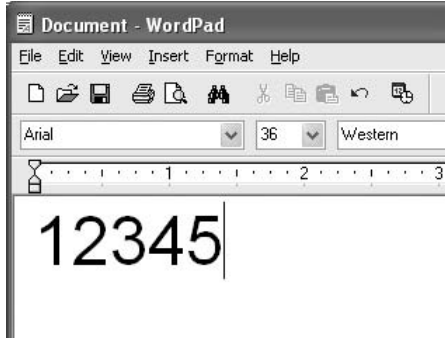 Document - WordPad
File Edit View Insert Format Help
Arial 36 Western
1 2 3
12345